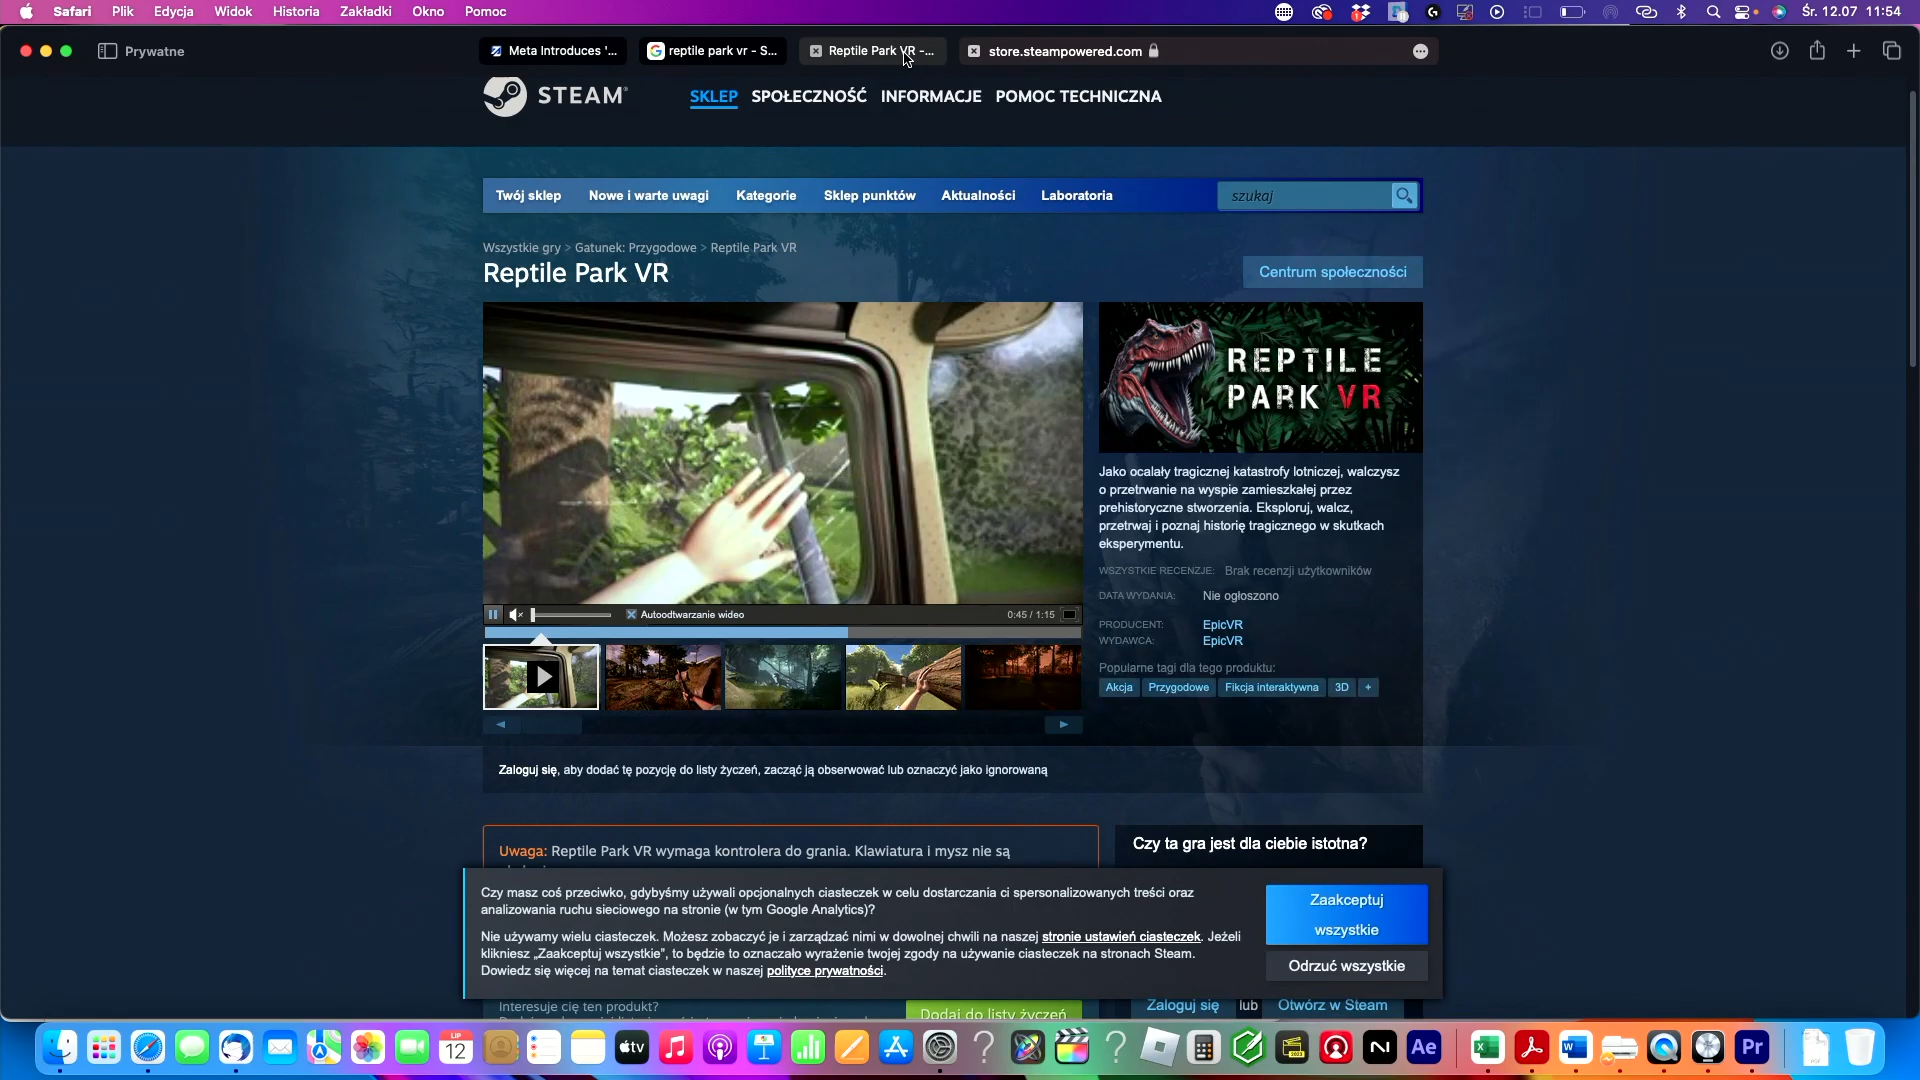 Safari Plik Edycja Widok Historia Zakładki Okno Pomoc Śr. 12.07 11:54
Prywatne
Meta Introduces '...
reptile park vr - S...
Reptile Park VR -...
store.steampowered.com
STEAM
SKLEP SPOŁECZNOŚĆ INFORMACJE POMOC TECHNICZNA
Twój sklep Nowe i warte uwagi Kategorie Sklep punktów Aktualności Laboratoria szukaj
Wszystkie gry > Gatunek: Przygodowe > Reptile Park VR
Reptile Park VR
Centrum społeczności
REPTILE
PARK VR
Jako ocalały tragicznej katastrofy lotniczej, walczysz
o przetrwanie na wyspie zamieszkałej przez
prehistoryczne stworzenia. Eksploruj, walcz,
przetrwaj i poznaj historię tragicznego w skutkach
eksperymentu.
WSZYSTKIE RECENZJE: Brak recenzji użytkowników
DATA WYDANIA: Nie ogłoszono
PRODUCENT: EpicVR
WYDAWCA: EpicVR
Popularne tagi dla tego produktu:
Akcja Przygodowe Fikcja interaktywna 3D +
Autoodtwarzanie wideo 0:45 / 1:15
Zaloguj się, aby dodać tę pozycję do listy życzeń, zacząć ją obserwować lub oznaczyć jako ignorowaną
Uwaga: Reptile Park VR wymaga kontrolera do grania. Klawiatura i mysz nie są
Czy ta gra jest dla ciebie istotna?
Czy masz coś przeciwko, gdybyśmy używali opcjonalnych ciasteczek w celu dostarczania ci spersonalizowanych treści oraz
analizowania ruchu sieciowego na stronie (w tym Google Analytics)?
Nie używamy wielu ciasteczek. Możesz zobaczyć je i zarządzać nimi w dowolnej chwili na naszej stronie ustawień ciasteczek. Jeżeli
klikniesz „Zaakceptuj wszystkie”, to będzie to oznaczało wyrażenie twojej zgody na używanie ciasteczek na stronach Steam.
Dowiedz się więcej na temat ciasteczek w naszej polityce prywatności.
Zaakceptuj
wszystkie
Odrzuć wszystkie
Interesuje cię ten produkt?
Dodaj do listy życzeń
Zaloguj się lub Otwórz w Steam
LIP
12
tv
Ae
Pr